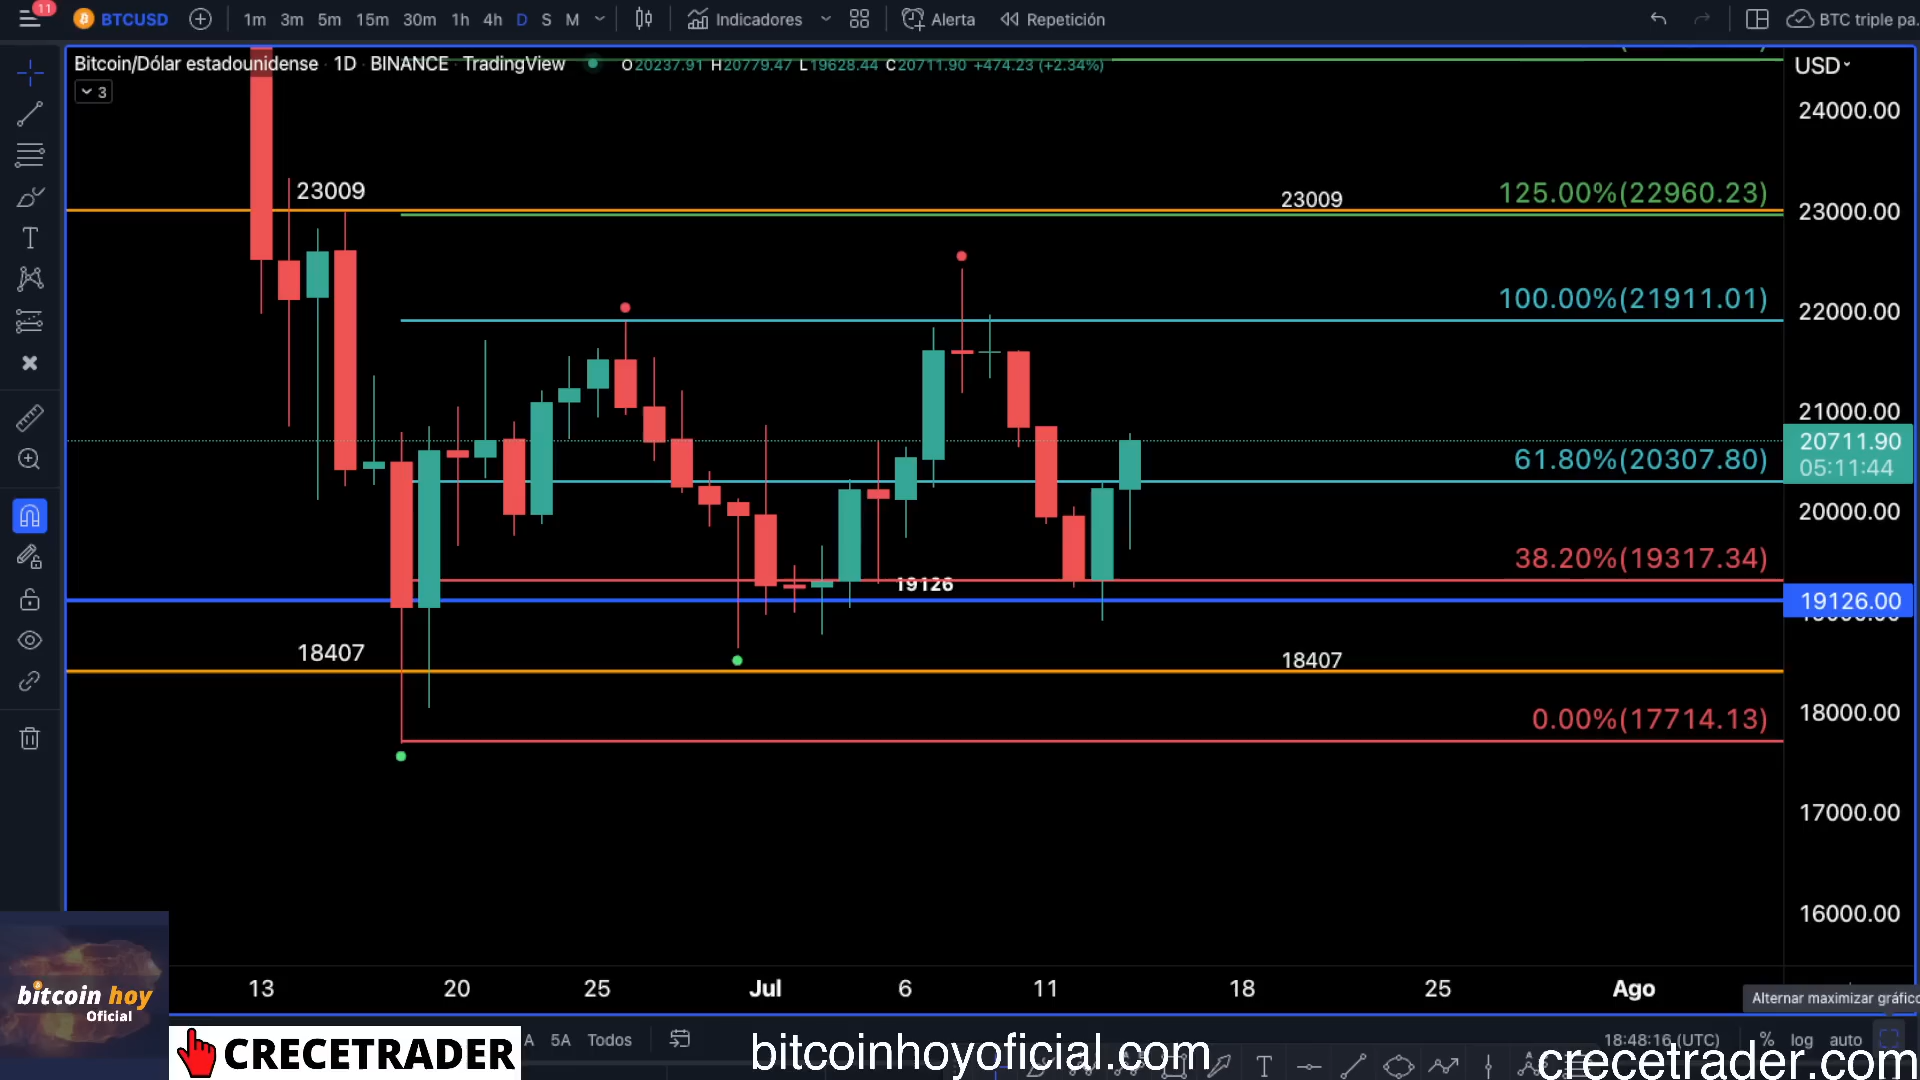 11
BTCUSD
1m 3m 5m 15m 30m 1h 4h D S M
Indicadores
Alerta
Repetición
BTC triple pa.
Bitcoin/Dólar estadounidense · 1D · BINANCE · TradingView
O20237.91 H20779.47 L19628.44 C20711.90 +474.23 (+2.34%)
3
USD
24000.00
23000.00
22000.00
21000.00
20711.90
05:11:44
20000.00
19126.00
18000.00
17000.00
16000.00
23009
23009
125.00%(22960.23)
100.00%(21911.01)
61.80%(20307.80)
38.20%(19317.34)
19126
18407
18407
0.00%(17714.13)
13 20 25 Jul 6 11 18 25 Ago
Alternar maximizar gráfico
bitcoin hoy
Oficial
CRECETRADER
A 5A Todos
bitcoinhoyoficial.com
18:48:16 (UTC) % log auto
crecetrader.com